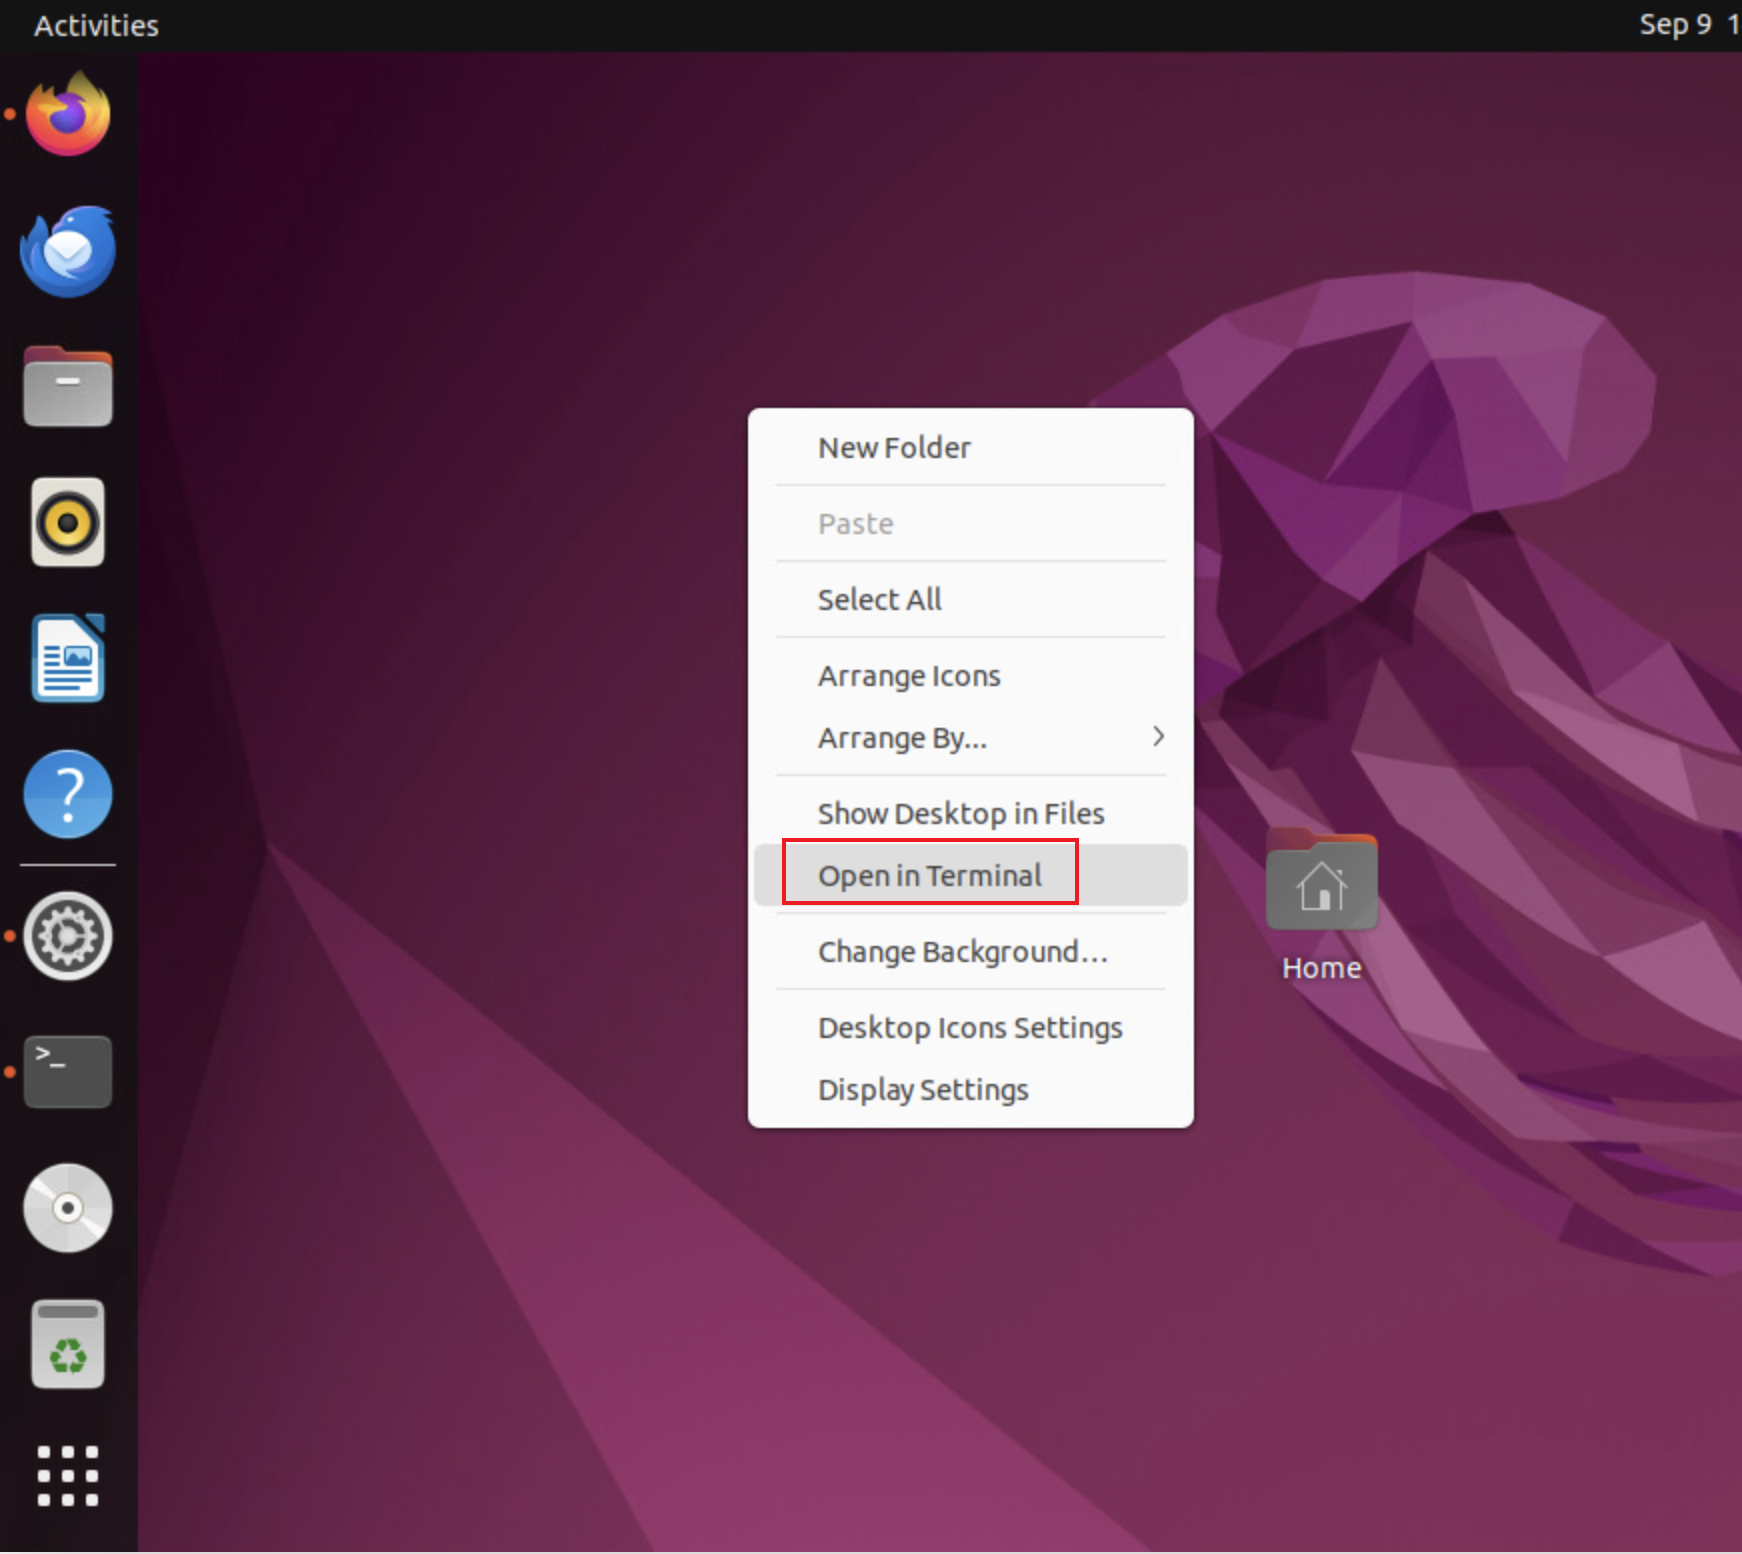 Activities
Sep 9 1
New Folder
Paste
Select All
Arrange Icons
Arrange By...
Show Desktop in Files
Open in Terminal
Change Background…
Desktop Icons Settings
Display Settings
Home